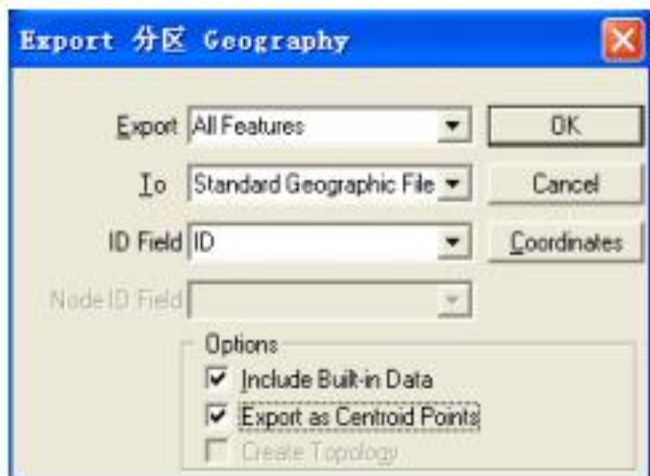 Export 分区 Geography
Export All Features OK
To Standard Geographic File Cancel
ID Field ID Coordinates
Node ID Field
Options
Include Built-in Data
Export as Centroid Points
Create Topology